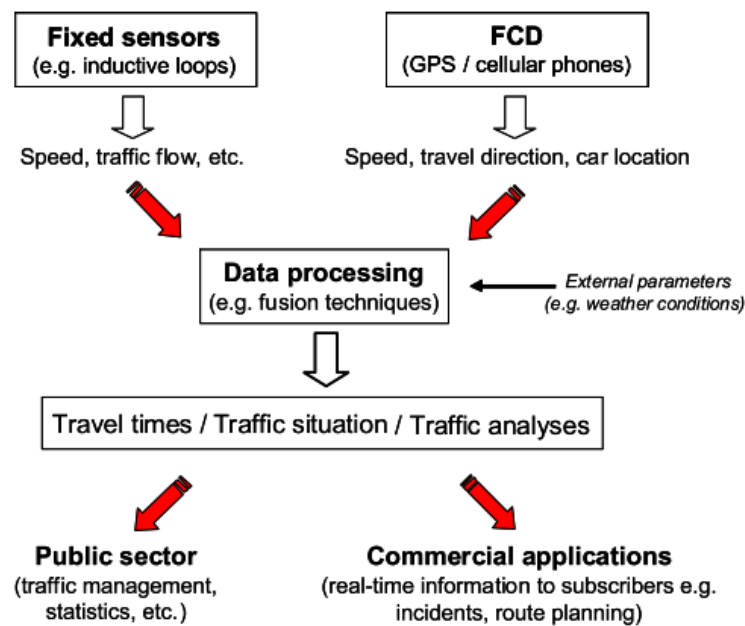 Fixed sensors
(e.g. inductive loops)
FCD
(GPS / cellular phones)
Speed, traffic flow, etc.
Speed, travel direction, car location
Data processing
(e.g. fusion techniques)
External parameters
(e.g. weather conditions)
Travel times / Traffic situation / Traffic analyses
Public sector
(traffic management,
statistics, etc.)
Commercial applications
(real-time information to subscribers e.g.
incidents, route planning)